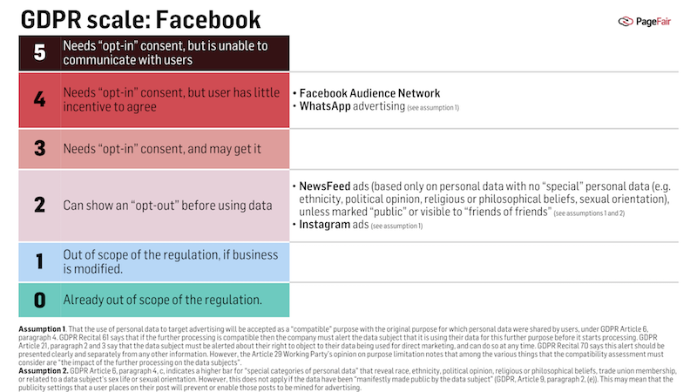 GDPR scale: Facebook
PageFair
5
Needs “opt-in” consent, but is unable to
communicate with users
4
Needs “opt-in” consent, but user has little
incentive to agree
• Facebook Audience Network
• WhatsApp advertising (see assumption 1)
3
Needs “opt-in” consent, and may get it
2
Can show an “opt-out” before using data
• NewsFeed ads (based only on personal data with no “special” personal data (e.g.
ethnicity, political opinion, religious or philosophical beliefs, sexual orientation),
unless marked “public” or visible to “friends of friends” (see assumptions 1 and 2)
• Instagram ads (see assumption 1)
1
Out of scope of the regulation, if business
is modified.
0
Already out of scope of the regulation.
Assumption 1. That the use of personal data to target advertising will be accepted as a “compatible” purpose with the original purpose for which personal data were shared by users, under GDPR Article 6,
paragraph 4. GDPR Recital 61 says that if the further processing is compatible then the company must alert the data subject that it is using their data for this further purpose before it starts processing. GDPR
Article 21, paragraph 2 and 3 say that the data subject must be alerted about their right to object to their data being used for direct marketing, and can do so at any time. GDPR Recital 70 says this alert should be
presented clearly and separately from any other information. However, the Article 29 Working Party’s opinion on purpose limitation notes that among the various things that the compatibility assessment must
consider are “the impact of the further processing on the data subjects”.
Assumption 2. GDPR Article 6, paragraph 4, c, indicates a higher bar for “special categories of personal data” that reveal race, ethnicity, political opinion, religious or philosophical beliefs, trade union membership,
or related to a data subject’s sex life or sexual orientation. However, this does not apply if the data have been “manifestly made public by the data subject” (GDPR, Article 9, paragraph 2, (e)). This may mean that the
publicity settings that a user places on their post will prevent or enable those posts to be mined for advertising.